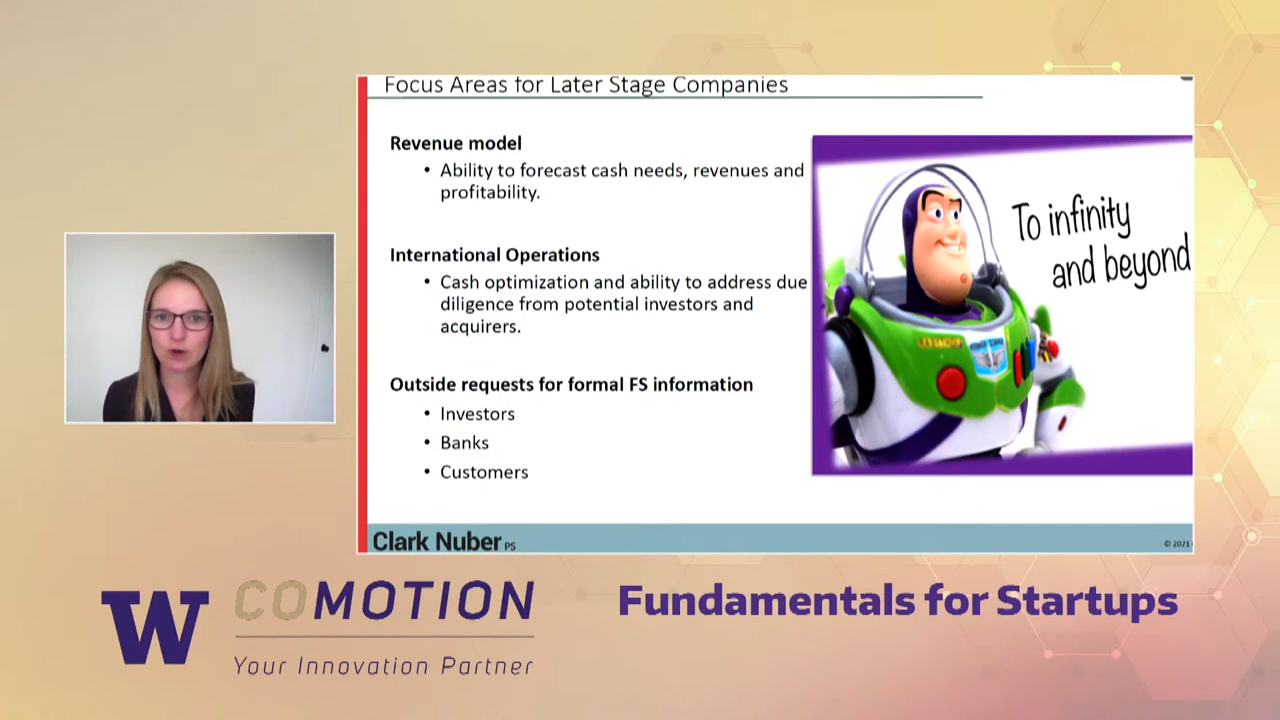 Focus Areas for Later Stage Companies
Revenue model
• Ability to forecast cash needs, revenues and
profitability.
International Operations
• Cash optimization and ability to address due
diligence from potential investors and
acquirers.
Outside requests for formal FS information
• Investors
• Banks
• Customers
To infinity
and beyond
Clark Nuber PS
© 2021
W
COMOTION
Your Innovation Partner
Fundamentals for Startups